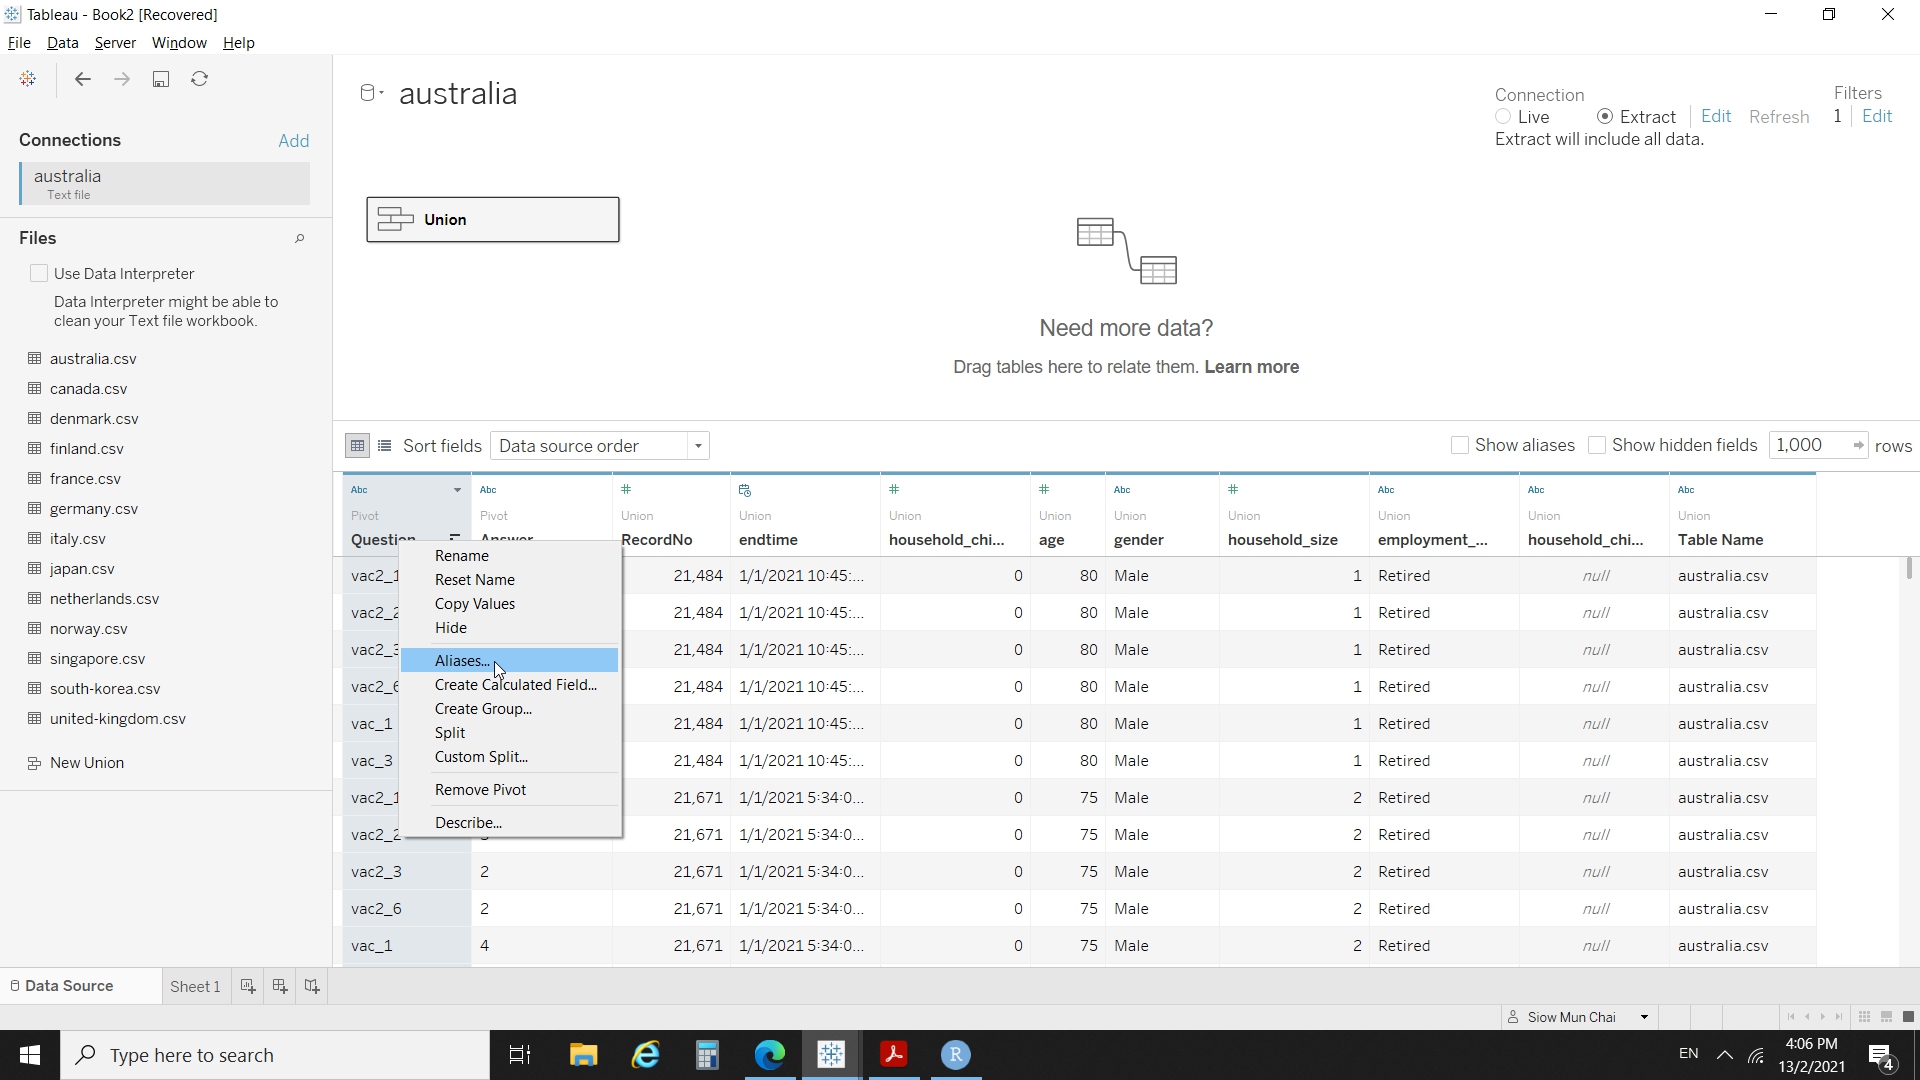 Tableau - Book2 [Recovered]
File Data Server Window Help
australia
Connection
Live Extract Edit Refresh
Extract will include all data.
Filters
1 Edit
Connections Add
australia
Text file
Files
Use Data Interpreter
Data Interpreter might be able to
clean your Text file workbook.
australia.csv
canada.csv
denmark.csv
finland.csv
france.csv
germany.csv
italy.csv
japan.csv
netherlands.csv
norway.csv
singapore.csv
south-korea.csv
united-kingdom.csv
New Union
Union
Need more data?
Drag tables here to relate them. Learn more
Sort fields Data source order Show aliases Show hidden fields 1,000 rows
Abc Abc # # # Abc # Abc Abc Abc
Pivot Pivot Union Union Union Union Union Union Union Union Union
Question Answer RecordNo endtime household_chi... age gender household_size employment_... household_chi... Table Name
vac2_1 21,484 1/1/2021 10:45:... 0 80 Male 1 Retired null australia.csv
vac2_2 21,484 1/1/2021 10:45:... 0 80 Male 1 Retired null australia.csv
vac2_3 21,484 1/1/2021 10:45:... 0 80 Male 1 Retired null australia.csv
vac2_6 21,484 1/1/2021 10:45:... 0 80 Male 1 Retired null australia.csv
vac_1 21,484 1/1/2021 10:45:... 0 80 Male 1 Retired null australia.csv
vac_3 21,484 1/1/2021 10:45:... 0 80 Male 1 Retired null australia.csv
vac2_1 21,671 1/1/2021 5:34:0... 0 75 Male 2 Retired null australia.csv
vac2_2 21,671 1/1/2021 5:34:0... 0 75 Male 2 Retired null australia.csv
vac2_3 2 21,671 1/1/2021 5:34:0... 0 75 Male 2 Retired null australia.csv
vac2_6 2 21,671 1/1/2021 5:34:0... 0 75 Male 2 Retired null australia.csv
vac_1 4 21,671 1/1/2021 5:34:0... 0 75 Male 2 Retired null australia.csv
Rename
Reset Name
Copy Values
Hide
Aliases...
Create Calculated Field...
Create Group...
Split
Custom Split...
Remove Pivot
Describe...
Data Source Sheet 1
Siow Mun Chai
Type here to search
EN
4:06 PM
13/2/2021
4